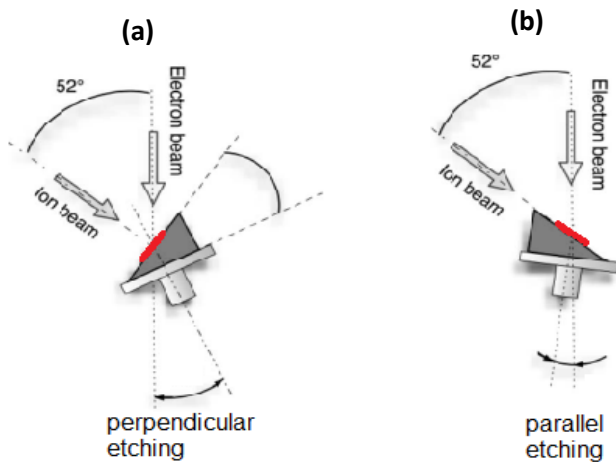 (a)
52°
Electron beam
Ion beam
perpendicular
etching
(b)
52°
Electron beam
Ion beam
parallel
etching